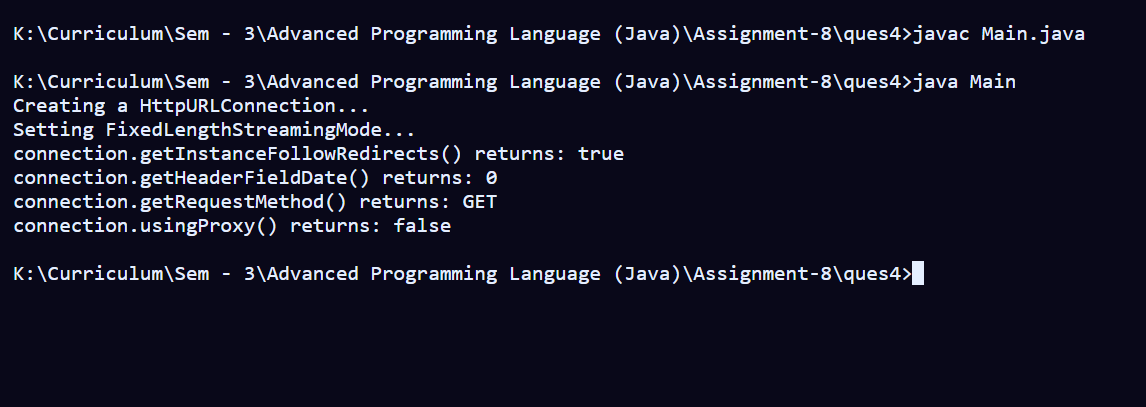 K:\Curriculum\Sem - 3\Advanced Programming Language (Java)\Assignment-8\ques4>javac Main.java
K:\Curriculum\Sem - 3\Advanced Programming Language (Java)\Assignment-8\ques4>java Main
Creating a HttpURLConnection...
Setting FixedLengthStreamingMode...
connection.getInstanceFollowRedirects() returns: true
connection.getHeaderFieldDate() returns: 0
connection.getRequestMethod() returns: GET
connection.usingProxy() returns: false
K:\Curriculum\Sem - 3\Advanced Programming Language (Java)\Assignment-8\ques4>